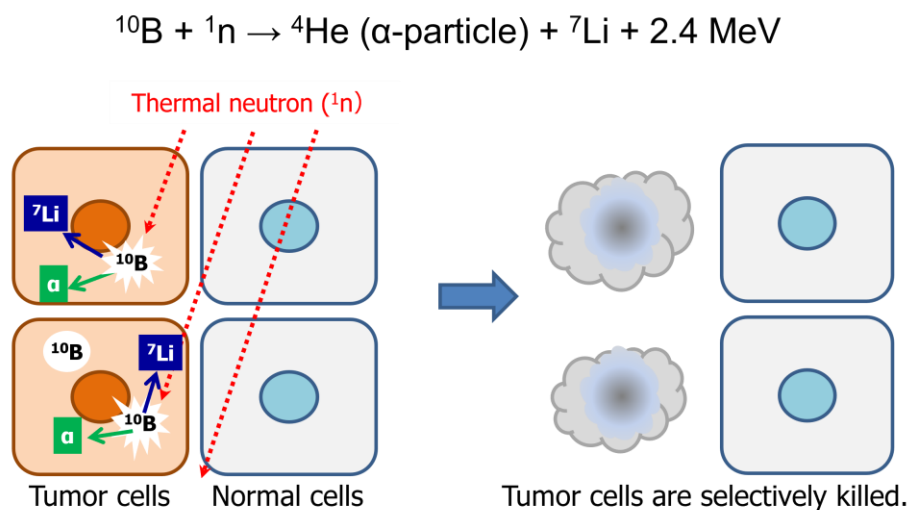 ¹⁰B + ¹n → ⁴He (α-particle) + ⁷Li + 2.4 MeV
Thermal neutron (¹n)
⁷Li
¹⁰B
α
¹⁰B
⁷Li
¹⁰B
α
Tumor cells
Normal cells
Tumor cells are selectively killed.